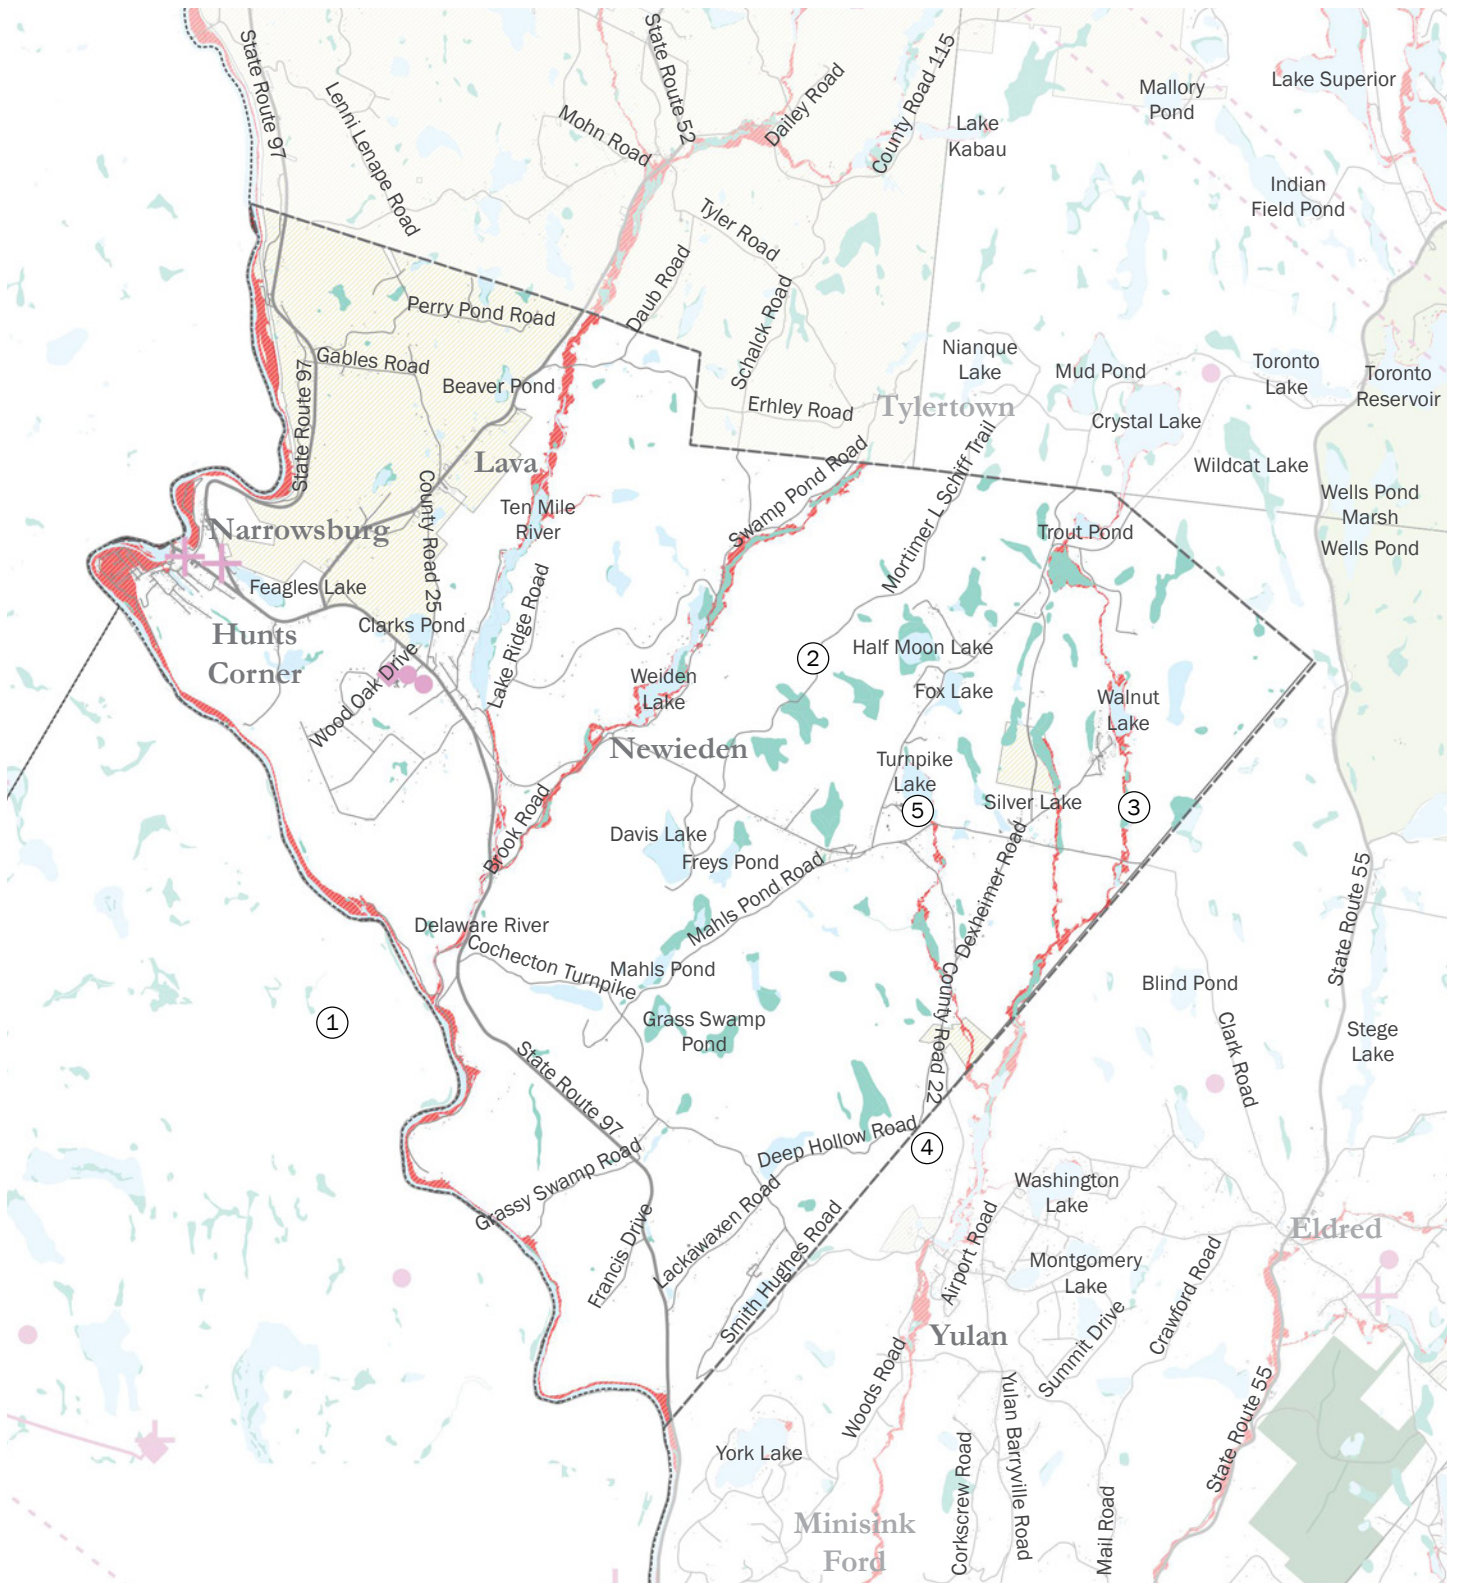 State Route 97
Lenni Lenape Road
State Route 52
Mohn Road
Dailey Road
County Road 115
Lake
Kabau
Mallory
Pond
Lake Superior
Indian
Field Pond
Tyler Road
Daub Road
Schalck Road
Perry Pond Road
Gables Road
State Route 97
Beaver Pond
Erhley Road
Tylertown
Nianque
Lake
Mud Pond
Toronto
Lake
Toronto
Reservoir
Crystal Lake
Wildcat Lake
Lava
County Road 25
Ten Mile
River
Swamp Pond Road
Mortimer L Schiff Trail
Wells Pond
Marsh
Wells Pond
Narrowsburg
Trout Pond
Feagles Lake
Clarks Pond
Hunts
Corner
Lake Ridge Road
Wood Oak Drive
2
Half Moon Lake
Weiden
Lake
Fox Lake
Walnut
Lake
Newieden
Turnpike
Lake
5
Silver Lake
3
Brook Road
Davis Lake
Freys Pond
Mahls Pond Road
Dexheimer Road
State Route 55
Delaware River
Cochecton Turnpike
Mahls Pond
Blind Pond
1
Grass Swamp
Pond
County Road 22
Clark Road
Stege
Lake
State Route 97
Deep Hollow Road
4
Grassy Swamp Road
Lackawaxen Road
Francis Drive
Smith Hughes Road
Washington
Lake
Eldred
Airport Road
Montgomery
Lake
Crawford Road
Yulan
Summit Drive
Woods Road
Yulan Barryville Road
State Route 55
York Lake
Corkscrew Road
Mail Road
Minisink
Ford